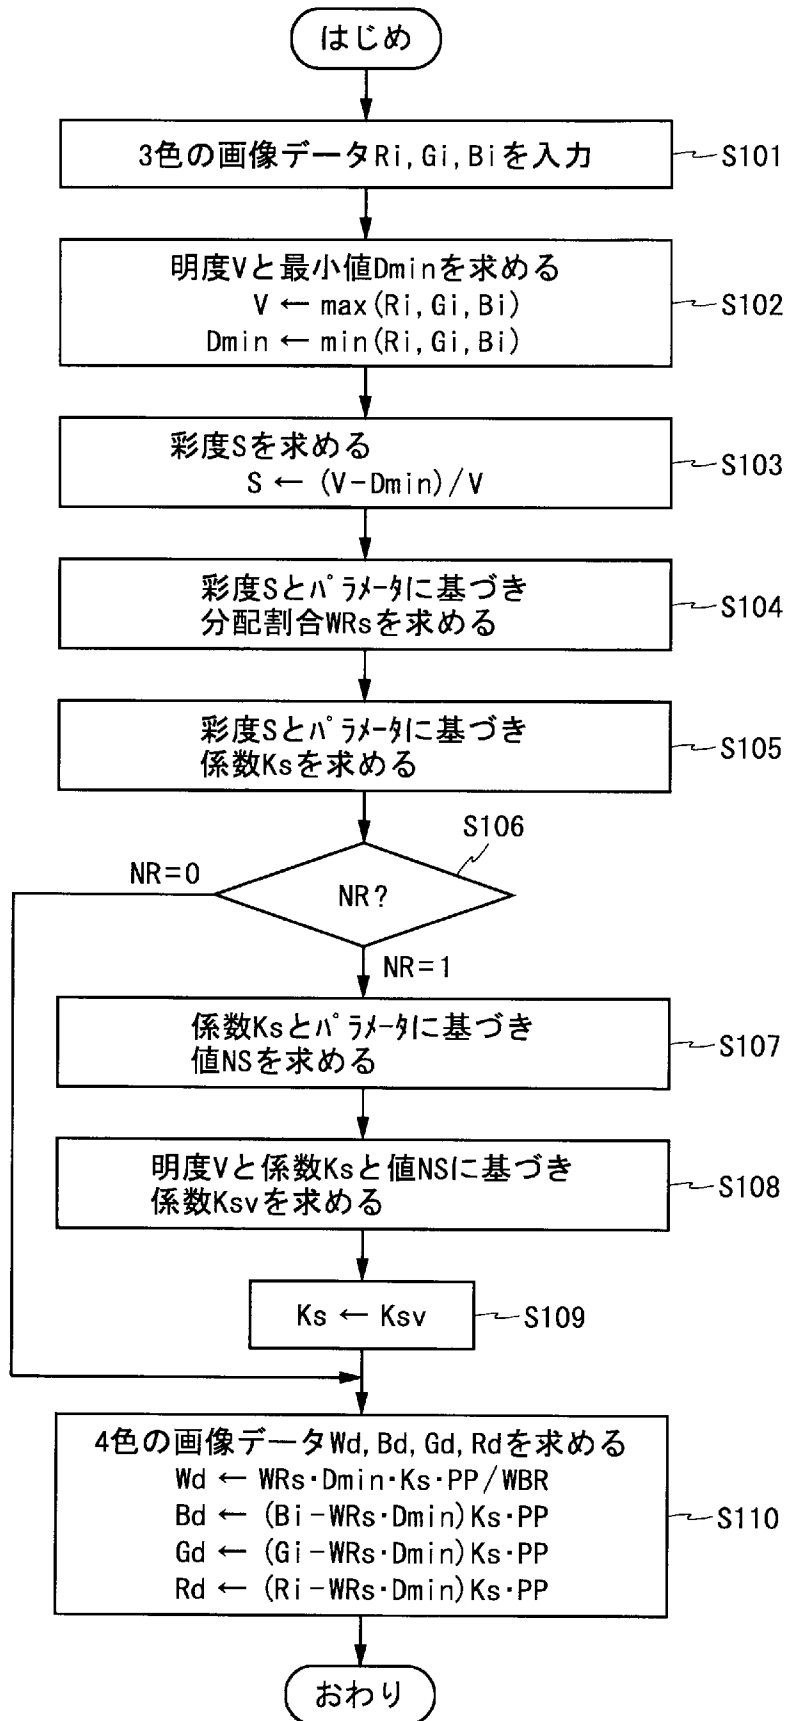 はじめ
3色の画像データRi,Gi,Biを入力
S101
明度Vと最小値Dminを求める
V ← max(Ri,Gi,Bi)
Dmin ← min(Ri,Gi,Bi)
S102
彩度Sを求める
S ← (V-Dmin)/V
S103
彩度Sとﾊﾟﾗﾒｰﾀに基づき
分配割合WRsを求める
S104
彩度Sとﾊﾟﾗﾒｰﾀに基づき
係数Ksを求める
S105
S106
NR=0
NR?
NR=1
係数Ksとﾊﾟﾗﾒｰﾀに基づき
値NSを求める
S107
明度Vと係数Ksと値NSに基づき
係数Ksvを求める
S108
Ks ← Ksv
S109
4色の画像データWd,Bd,Gd,Rdを求める
Wd ← WRs・Dmin・Ks・PP/WBR
Bd ← (Bi-WRs・Dmin)Ks・PP
Gd ← (Gi-WRs・Dmin)Ks・PP
Rd ← (Ri-WRs・Dmin)Ks・PP
S110
おわり